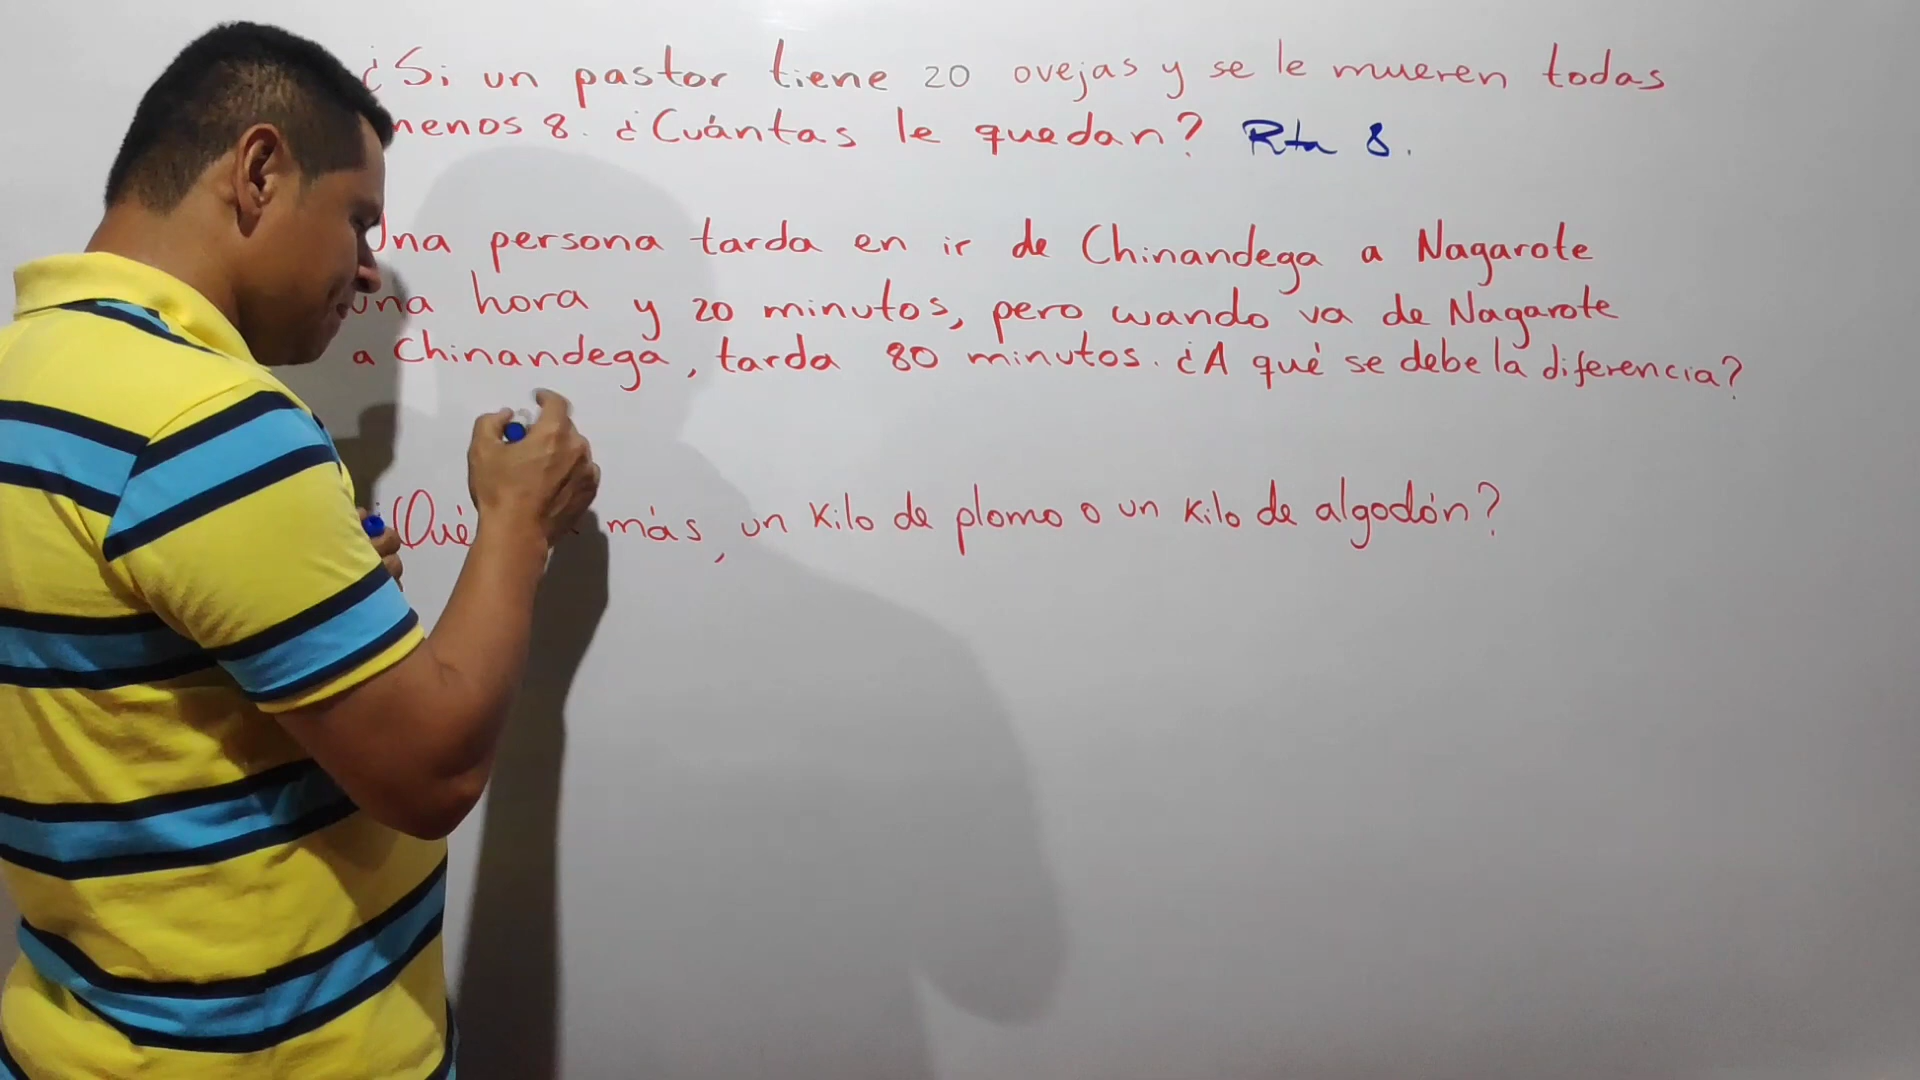 ¿Si un pastor tiene 20 ovejas y se le mueren todas
menos 8. ¿Cuántas le quedan? Rta 8.
Una persona tarda en ir de Chinandega a Nagarote
una hora y 20 minutos, pero cuando va de Nagarote
a Chinandega, tarda 80 minutos. ¿A qué se debe la diferencia?
¿Qué más, un kilo de plomo o un kilo de algodón?